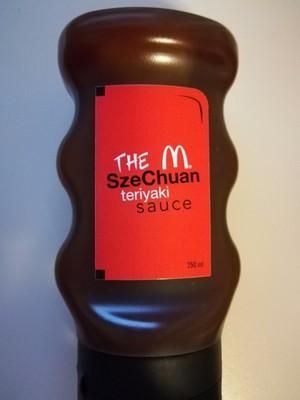 THE M
SzeChuan
teriyaki
sauce
250 ml